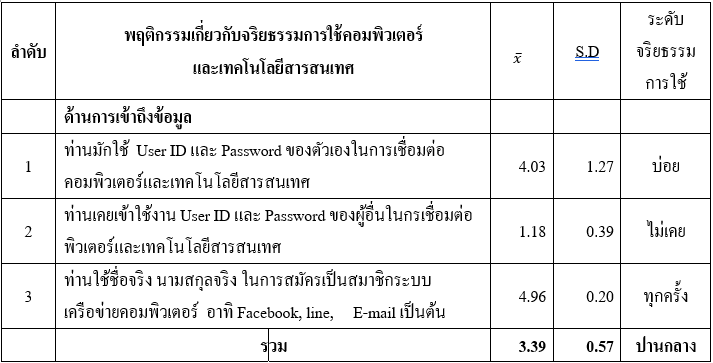 ลำดับ
พฤติกรรมเกี่ยวกับจริยธรรมการใช้คอมพิวเตอร์
และเทคโนโลยีสารสนเทศ
x̄
S.D
ระดับ
จริยธรรม
การใช้
ด้านการเข้าถึงข้อมูล
1
ท่านมักใช้ User ID และ Password ของตัวเองในการเชื่อมต่อ
คอมพิวเตอร์และเทคโนโลยีสารสนเทศ
4.03
1.27
บ่อย
2
ท่านเคยเข้าใช้งาน User ID และ Password ของผู้อื่นในกรเชื่อมต่อ
พิวเตอร์และเทคโนโลยีสารสนเทศ
1.18
0.39
ไม่เคย
3
ท่านใช้ชื่อจริง นามสกุลจริง ในการสมัครเป็นสมาชิกระบบ
เครือข่ายคอมพิวเตอร์ อาทิ Facebook, line, E-mail เป็นต้น
4.96
0.20
ทุกครั้ง
รวม
3.39
0.57
ปานกลาง